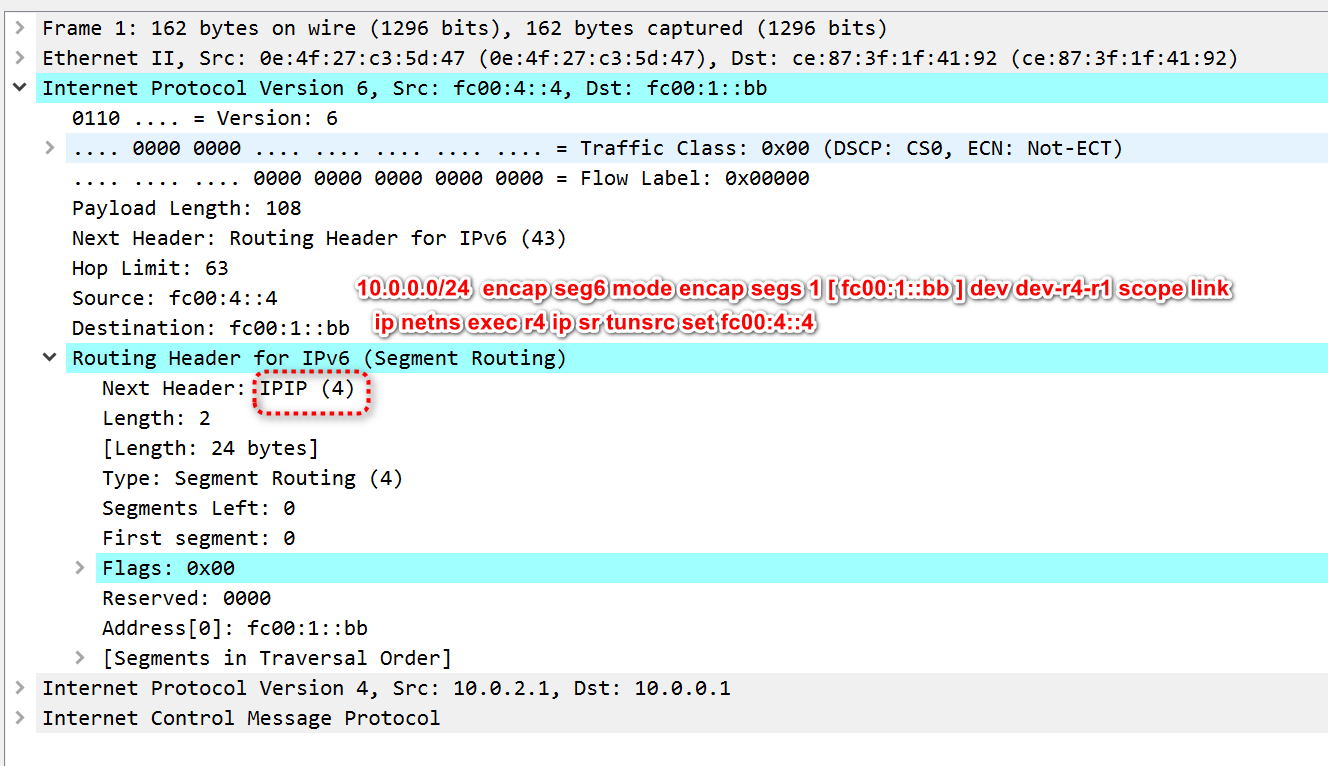 Frame 1: 162 bytes on wire (1296 bits), 162 bytes captured (1296 bits)
Ethernet II, Src: 0e:4f:27:c3:5d:47 (0e:4f:27:c3:5d:47), Dst: ce:87:3f:1f:41:92 (ce:87:3f:1f:41:92)
Internet Protocol Version 6, Src: fc00:4::4, Dst: fc00:1::bb
0110 .... = Version: 6
.... 0000 0000 .... .... .... .... .... = Traffic Class: 0x00 (DSCP: CS0, ECN: Not-ECT)
.... .... .... 0000 0000 0000 0000 0000 = Flow Label: 0x00000
Payload Length: 108
Next Header: Routing Header for IPv6 (43)
Hop Limit: 63
Source: fc00:4::4
10.0.0.0/24 encap seg6 mode encap segs 1 [ fc00:1::bb ] dev dev-r4-r1 scope link
Destination: fc00:1::bb
ip netns exec r4 ip sr tunsrc set fc00:4::4
Routing Header for IPv6 (Segment Routing)
Next Header: IPIP (4)
Length: 2
[Length: 24 bytes]
Type: Segment Routing (4)
Segments Left: 0
First segment: 0
Flags: 0x00
Reserved: 0000
Address[0]: fc00:1::bb
[Segments in Traversal Order]
Internet Protocol Version 4, Src: 10.0.2.1, Dst: 10.0.0.1
Internet Control Message Protocol